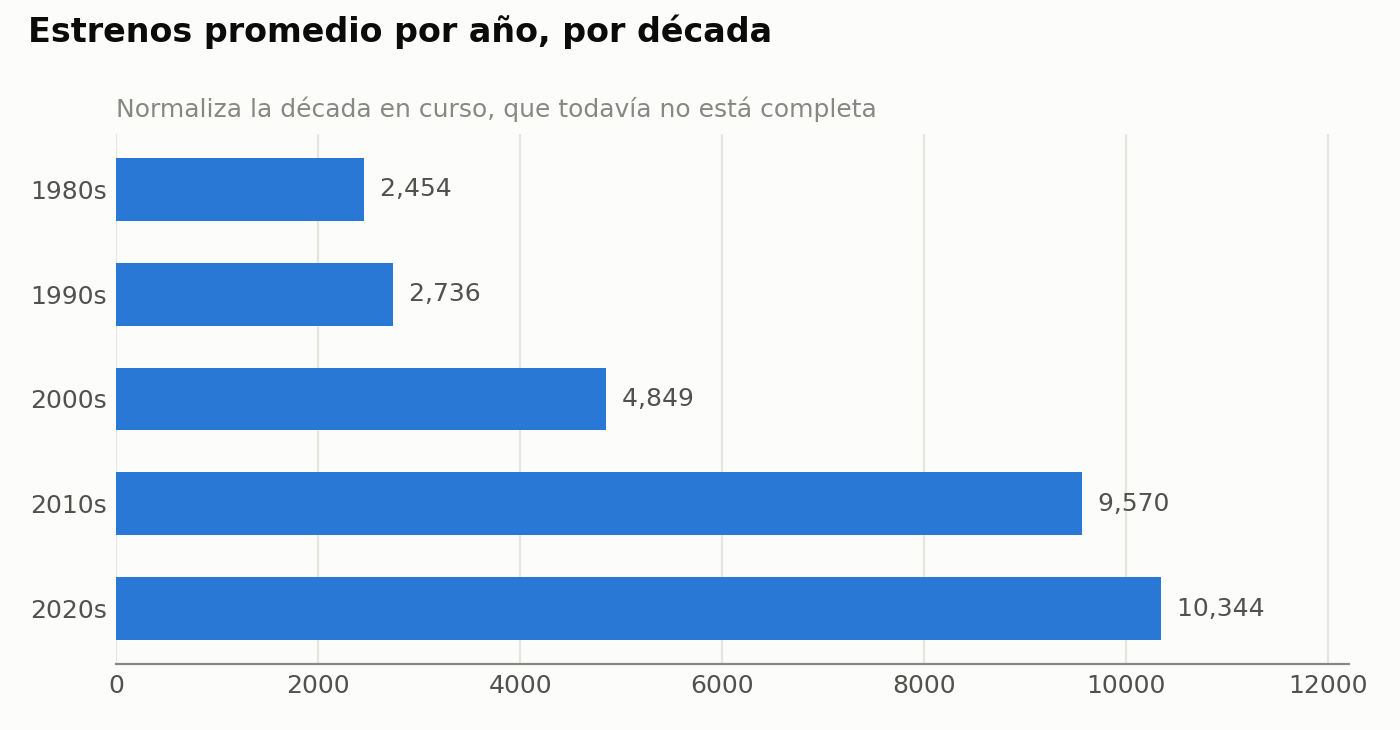 Estrenos promedio por año, por década
Normaliza la década en curso, que todavía no está completa
1980s 2,454
1990s 2,736
2000s 4,849
2010s 9,570
2020s 10,344
0 2000 4000 6000 8000 10000 12000